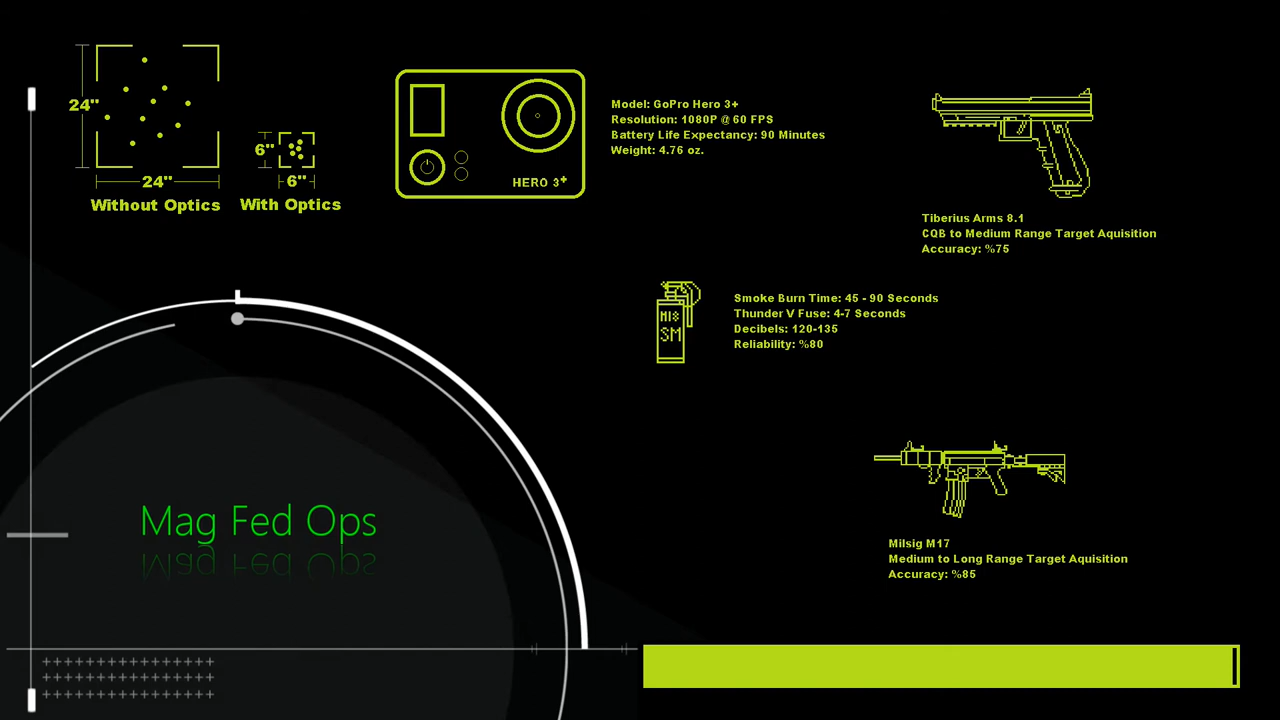 24"
24"
Without Optics
6"
6"
With Optics
HERO 3+
Model: GoPro Hero 3+
Resolution: 1080P @ 60 FPS
Battery Life Expectancy: 90 Minutes
Weight: 4.76 oz.
Tiberius Arms 8.1
CQB to Medium Range Target Aquisition
Accuracy: %75
M18
SM
Smoke Burn Time: 45 - 90 Seconds
Thunder V Fuse: 4-7 Seconds
Decibels: 120-135
Reliability: %80
Mag Fed Ops
Milsig M17
Medium to Long Range Target Aquisition
Accuracy: %85